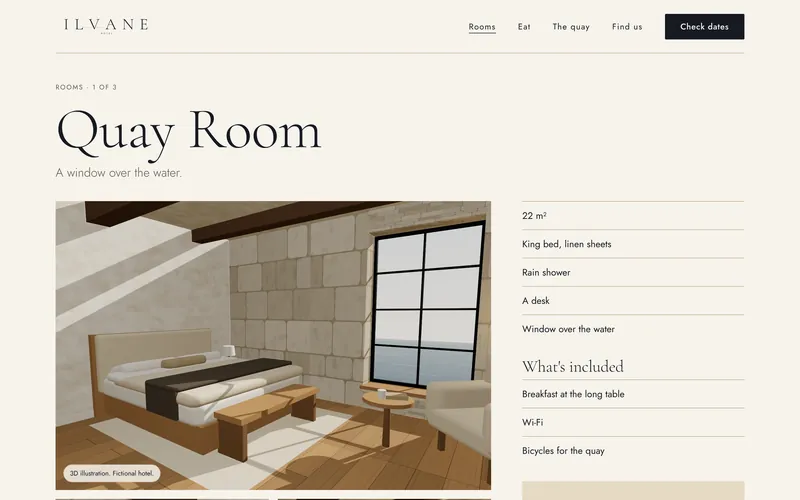 ILVANE
Rooms
Eat
The quay
Find us
Check dates
ROOMS · 1 OF 3
Quay Room
A window over the water.
22 m²
King bed, linen sheets
Rain shower
A desk
Window over the water
What's included
Breakfast at the long table
Wi-Fi
Bicycles for the quay
3D illustration. Fictional hotel.